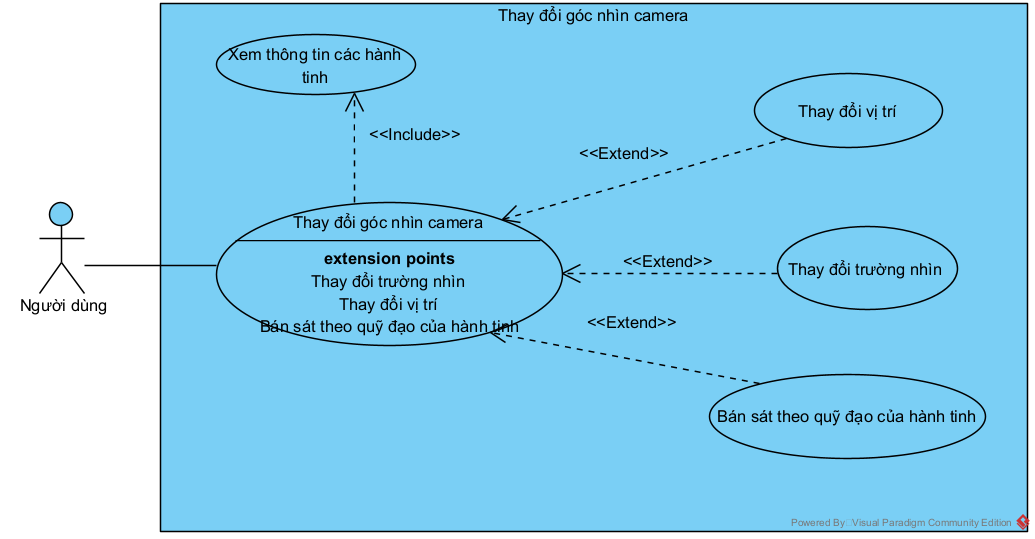 Thay đổi góc nhìn camera
Xem thông tin các hành
tinh
<<Include>>
Thay đổi vị trí
<<Extend>>
Thay đổi góc nhìn camera
extension points
Thay đổi trường nhìn
Thay đổi vị trí
Bán sát theo quỹ đạo của hành tinh
<<Extend>>
Thay đổi trường nhìn
Người dùng
<<Extend>>
Bán sát theo quỹ đạo của hành tinh
Powered By: Visual Paradigm Community Edition